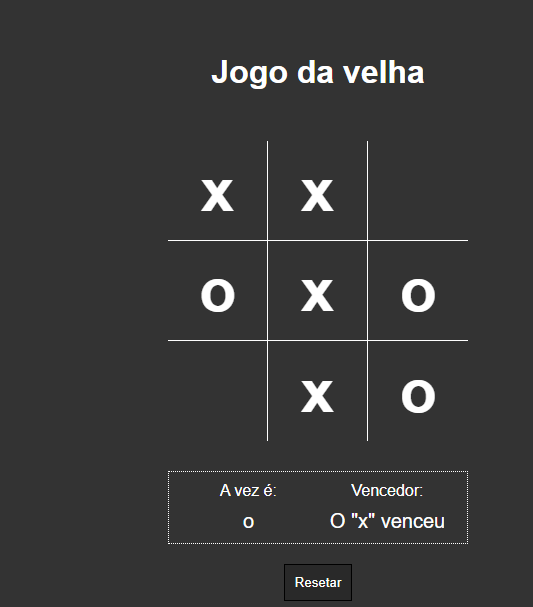 Jogo da velha
x x
o x o
x o
A vez é: Vencedor:
o O "x" venceu
Resetar